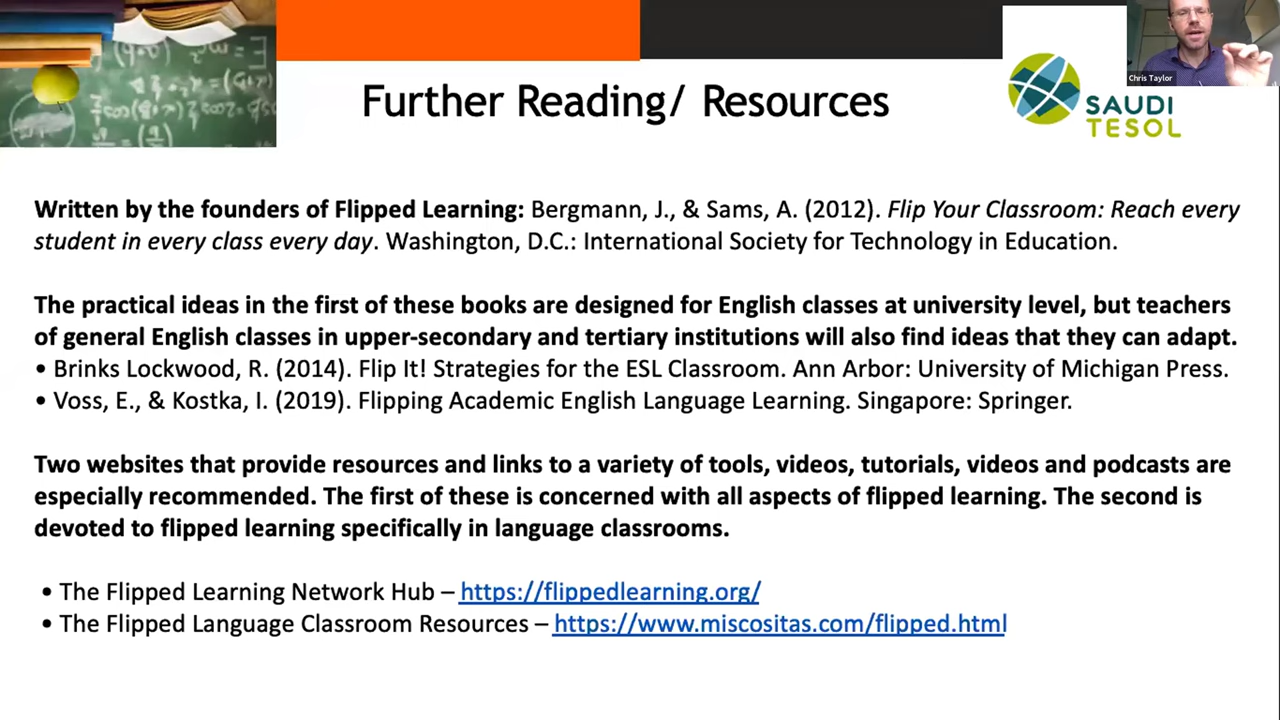 Chris Taylor
Further Reading/ Resources
SAUDI
TESOL
Written by the founders of Flipped Learning: Bergmann, J., & Sams, A. (2012). Flip Your Classroom: Reach every
student in every class every day. Washington, D.C.: International Society for Technology in Education.
The practical ideas in the first of these books are designed for English classes at university level, but teachers
of general English classes in upper-secondary and tertiary institutions will also find ideas that they can adapt.
• Brinks Lockwood, R. (2014). Flip It! Strategies for the ESL Classroom. Ann Arbor: University of Michigan Press.
• Voss, E., & Kostka, I. (2019). Flipping Academic English Language Learning. Singapore: Springer.
Two websites that provide resources and links to a variety of tools, videos, tutorials, videos and podcasts are
especially recommended. The first of these is concerned with all aspects of flipped learning. The second is
devoted to flipped learning specifically in language classrooms.
• The Flipped Learning Network Hub – https://flippedlearning.org/
• The Flipped Language Classroom Resources – https://www.miscositas.com/flipped.html